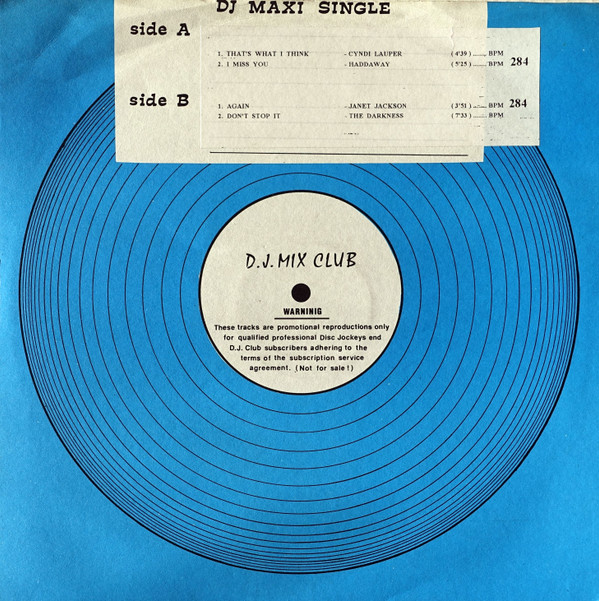 DJ MAXI SINGLE
side A
1. THAT'S WHAT I THINK - CYNDI LAUPER (4'39) ...... BPM
2. I MISS YOU - HADDAWAY (5'25) ...... BPM 284
side B
1. AGAIN - JANET JACKSON (3'51) ...... BPM 284
2. DON'T STOP IT - THE DARKNESS (7'33) ...... BPM
D.J. MIX CLUB
WARNINIG
These tracks are promotional reproductions only
for qualified professional Disc Jockeys end
D.J. Club subscribers adhering to the
terms of the subscription service
agreement. (Not for sale!)